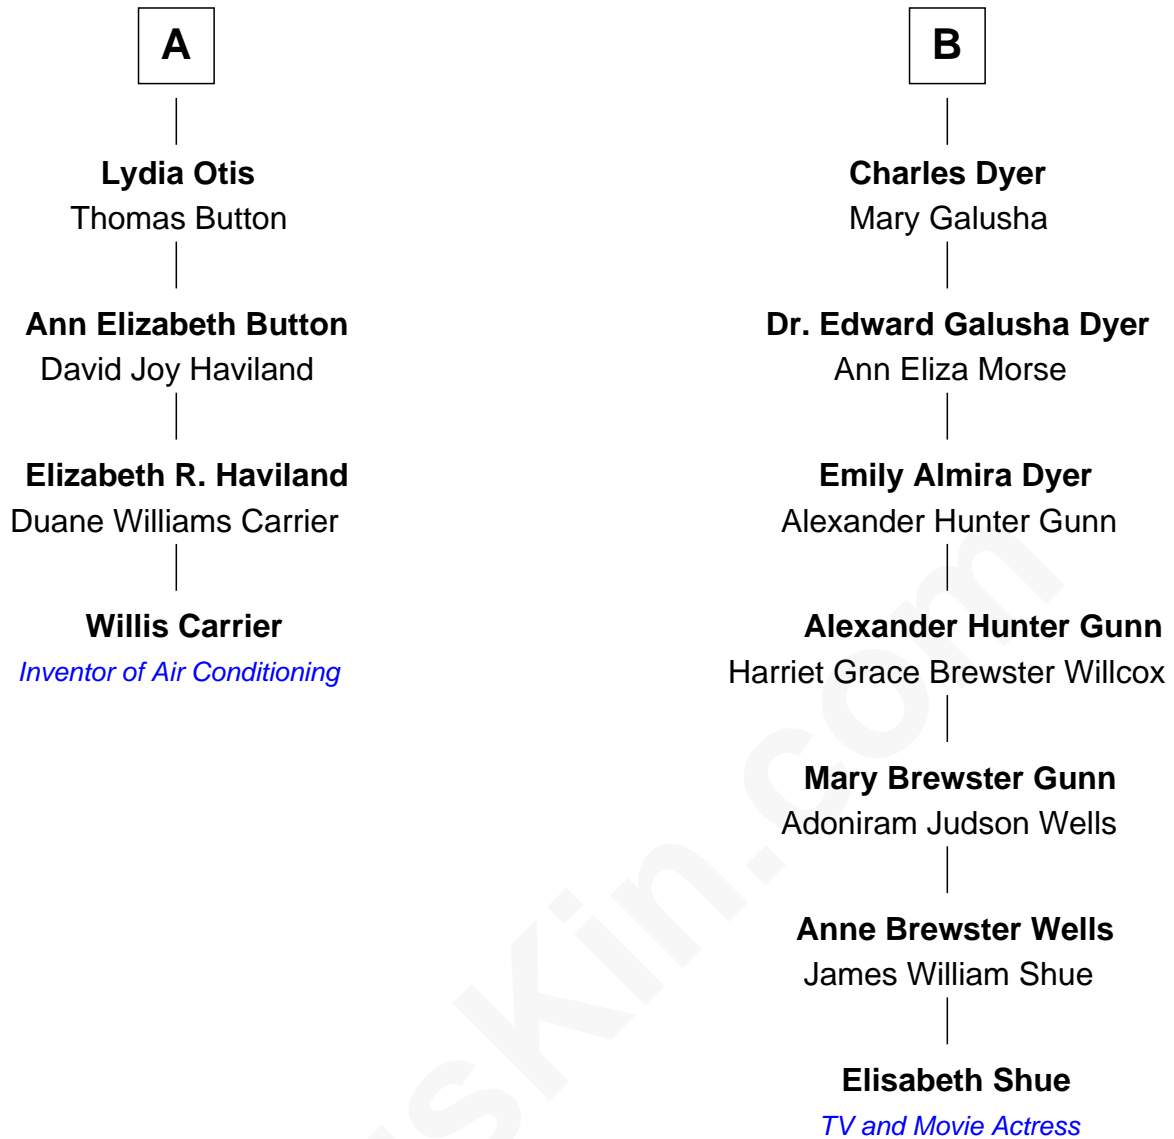 A
Lydia Otis
Thomas Button
Ann Elizabeth Button
David Joy Haviland
Elizabeth R. Haviland
Duane Williams Carrier
Willis Carrier
Inventor of Air Conditioning
B
Charles Dyer
Mary Galusha
Dr. Edward Galusha Dyer
Ann Eliza Morse
Emily Almira Dyer
Alexander Hunter Gunn
Alexander Hunter Gunn
Harriet Grace Brewster Willcox
Mary Brewster Gunn
Adoniram Judson Wells
Anne Brewster Wells
James William Shue
Elisabeth Shue
TV and Movie Actress
sKin.com